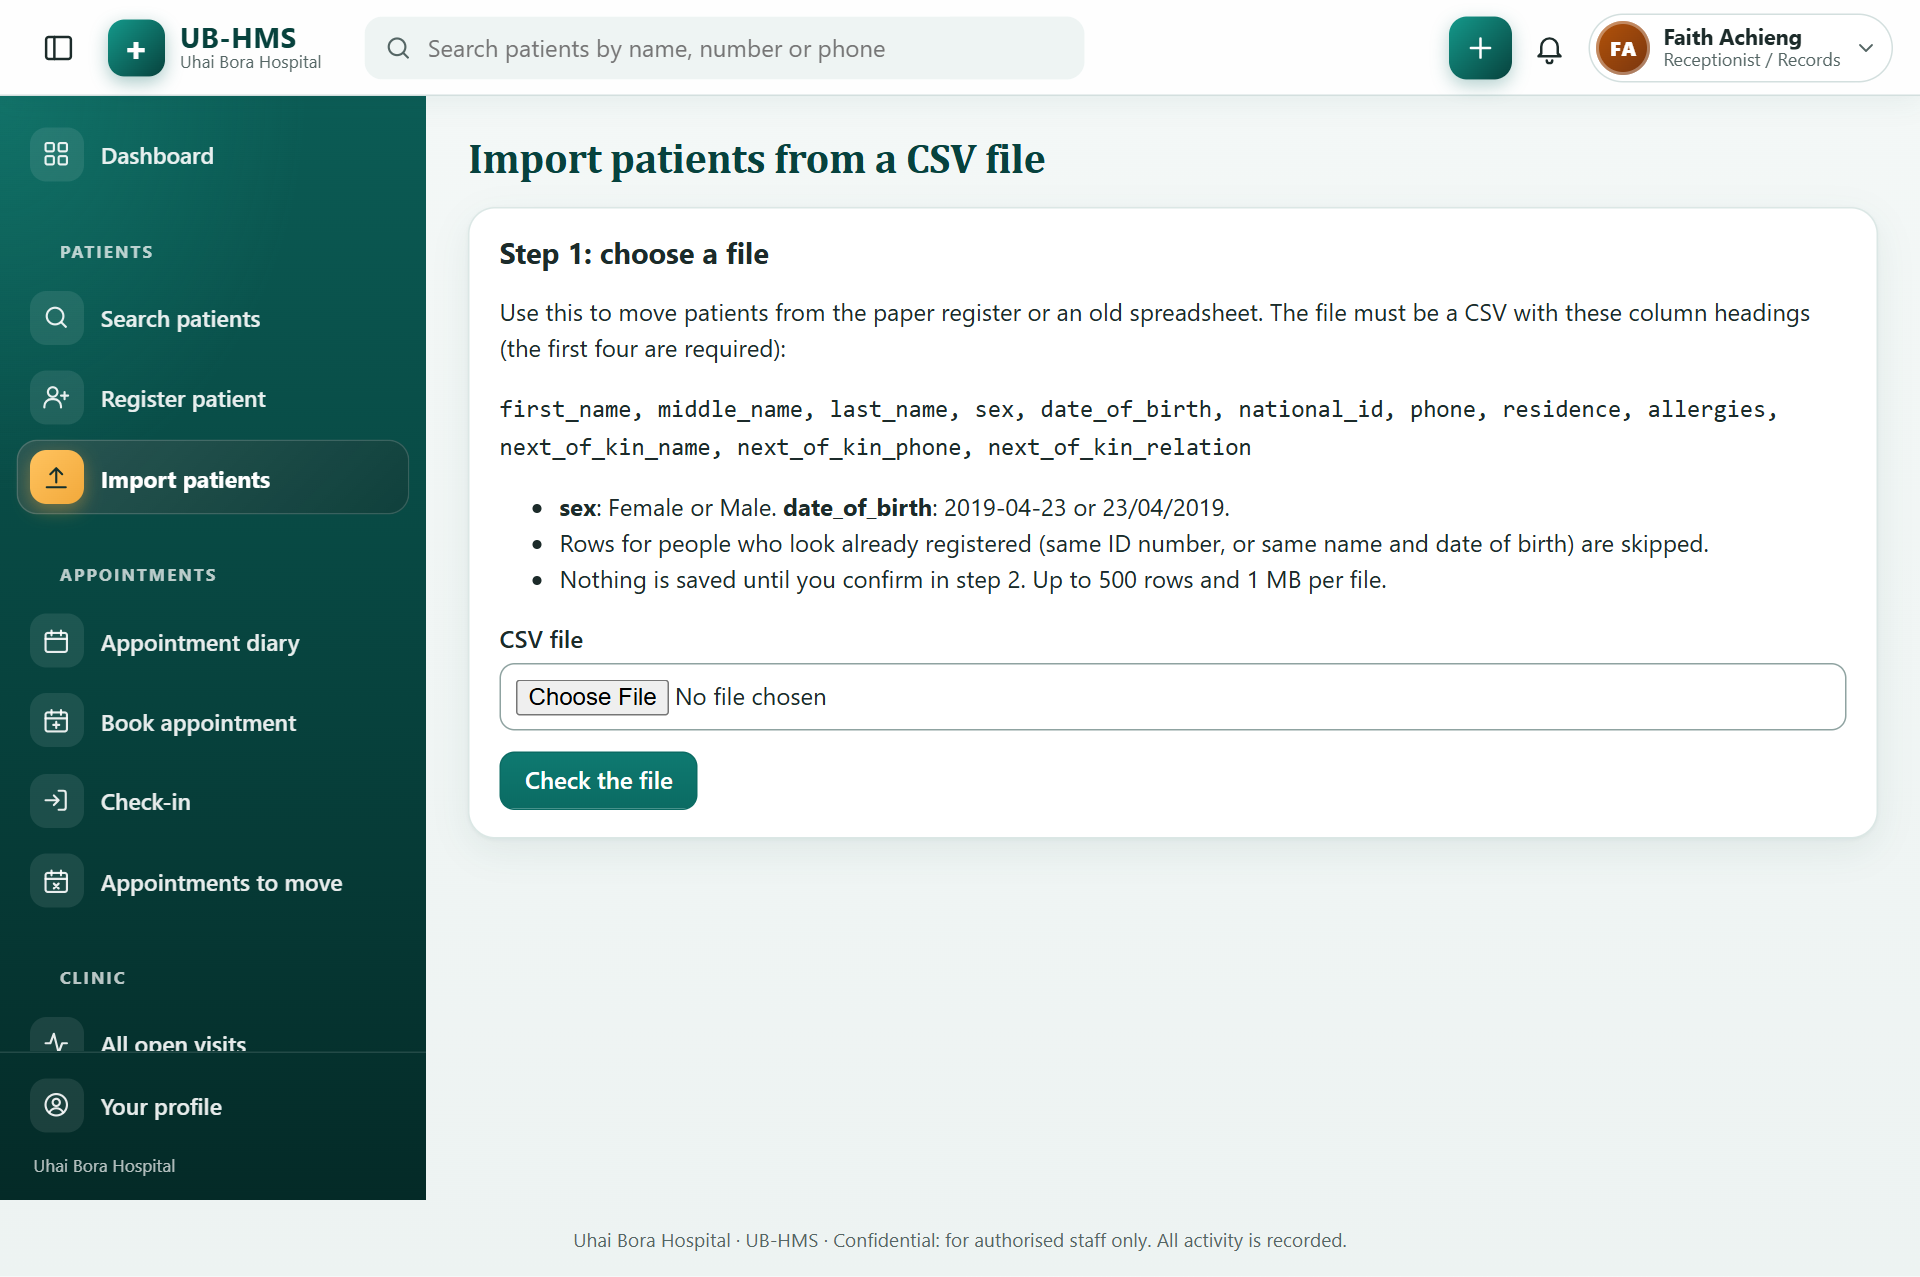 UB-HMS
Uhai Bora Hospital
Search patients by name, number or phone
FA
Faith Achieng
Receptionist / Records
Dashboard
PATIENTS
Search patients
Register patient
Import patients
APPOINTMENTS
Appointment diary
Book appointment
Check-in
Appointments to move
CLINIC
All open visits
Your profile
Uhai Bora Hospital
Import patients from a CSV file
Step 1: choose a file
Use this to move patients from the paper register or an old spreadsheet. The file must be a CSV with these column headings
(the first four are required):
first_name, middle_name, last_name, sex, date_of_birth, national_id, phone, residence, allergies,
next_of_kin_name, next_of_kin_phone, next_of_kin_relation
sex: Female or Male. date_of_birth: 2019-04-23 or 23/04/2019.
Rows for people who look already registered (same ID number, or same name and date of birth) are skipped.
Nothing is saved until you confirm in step 2. Up to 500 rows and 1 MB per file.
CSV file
Choose File No file chosen
Check the file
Uhai Bora Hospital · UB-HMS · Confidential: for authorised staff only. All activity is recorded.